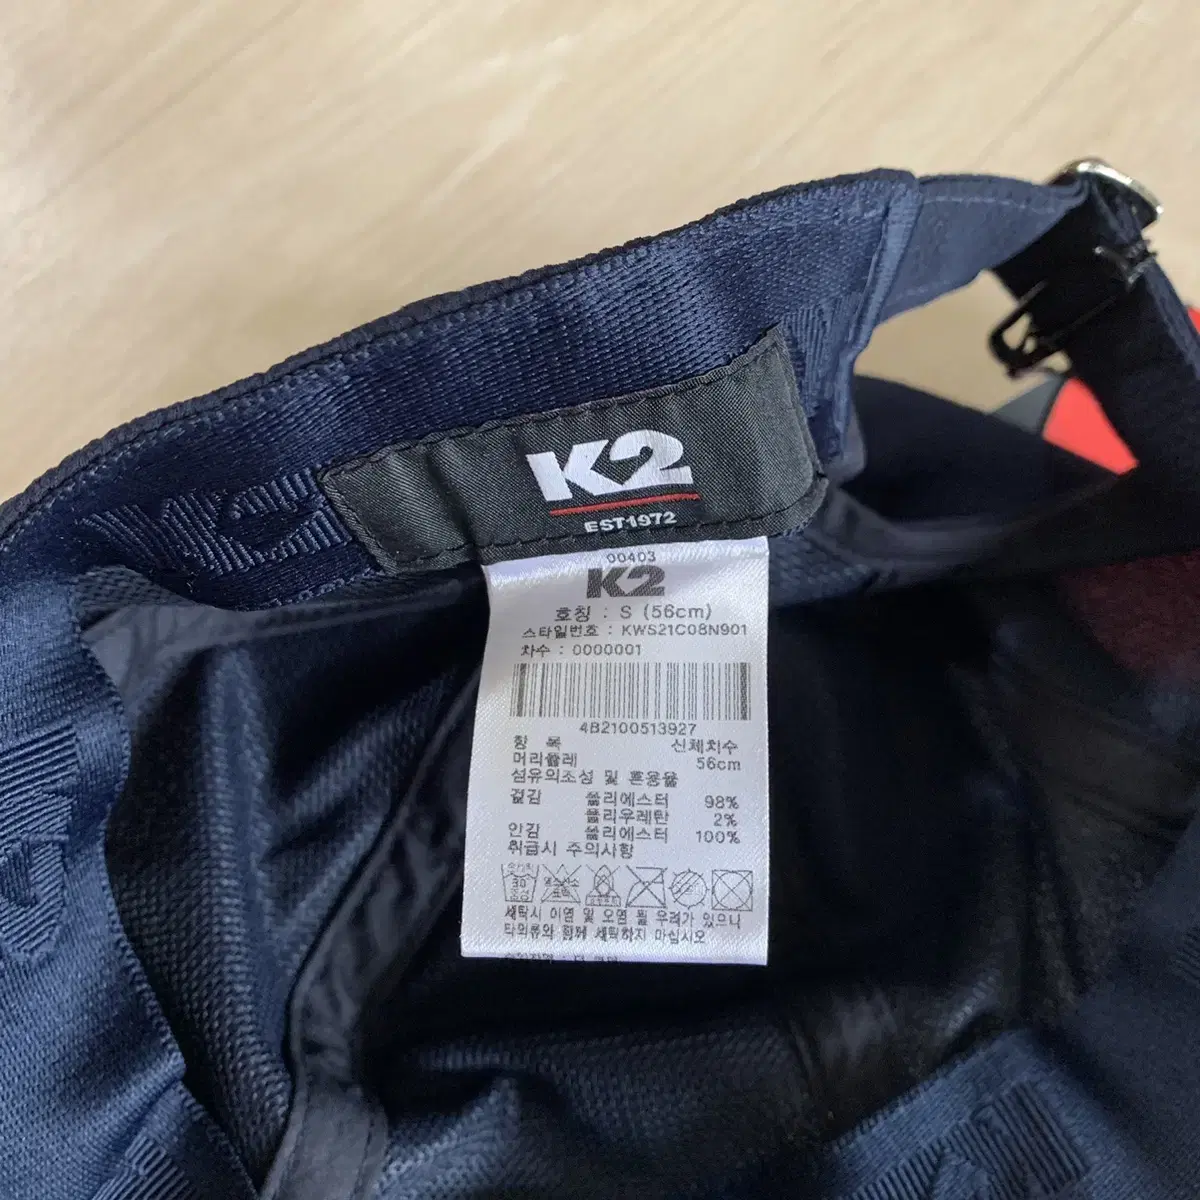 K2
EST1972
00403
K2
호칭 : S (56cm)
스타일번호 : KWS21C08N901
차수 : 0000001
4B2100513927
항 목 신체치수
머리둘레 56cm
섬유의조성 및 혼용율
겉감 폴리에스터 98%
폴리우레탄 2%
안감 폴리에스터 100%
취급시 주의사항
30
중성
세탁시 이염 및 오염 될 우려가 있으니
타의류와 함께 세탁하지 마십시오
K2